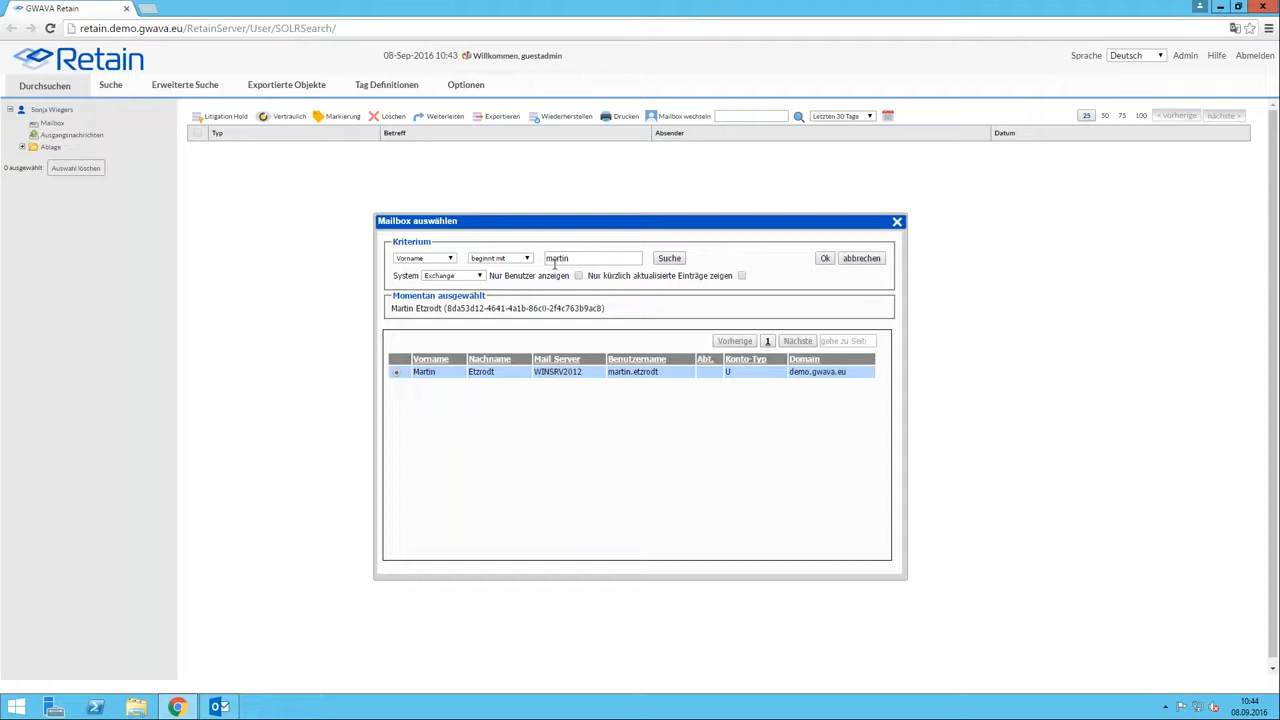 GWAVA Retain
retain.demo.gwava.eu/RetainServer/User/SOLRSearch/
Retain
08-Sep-2016 10:43 Willkommen, guestadmin
Sprache Deutsch Admin Hilfe Abmelden
Durchsuchen Suche Erweiterte Suche Exportierte Objekte Tag Definitionen Optionen
Sonja Wiegers
Mailbox
Ausgangsnachrichten
Ablage
0 ausgewählt Auswahl löschen
Litigation Hold Vertraulich Markierung Löschen Weiterleiten Exportieren Wiederherstellen Drucken Mailbox wechseln Letzten 30 Tage 25 50 75 100 < vorherige nächste >
Typ Betreff Absender Datum
Mailbox auswählen
Kriterium
Vorname beginnt mit martin Suche Ok abbrechen
System Exchange Nur Benutzer anzeigen Nur kürzlich aktualisierte Einträge zeigen
Momentan ausgewählt
Martin Etzrodt (8da53d12-4641-4a1b-86c0-2f4c763b9ac8)
Vorherige 1 Nächste gehe zu Seite
Vorname Nachname Mail Server Benutzername Abt. Konto-Typ Domain
Martin Etzrodt WINSRV2012 martin.etzrodt U demo.gwava.eu
10:44
08.09.2016